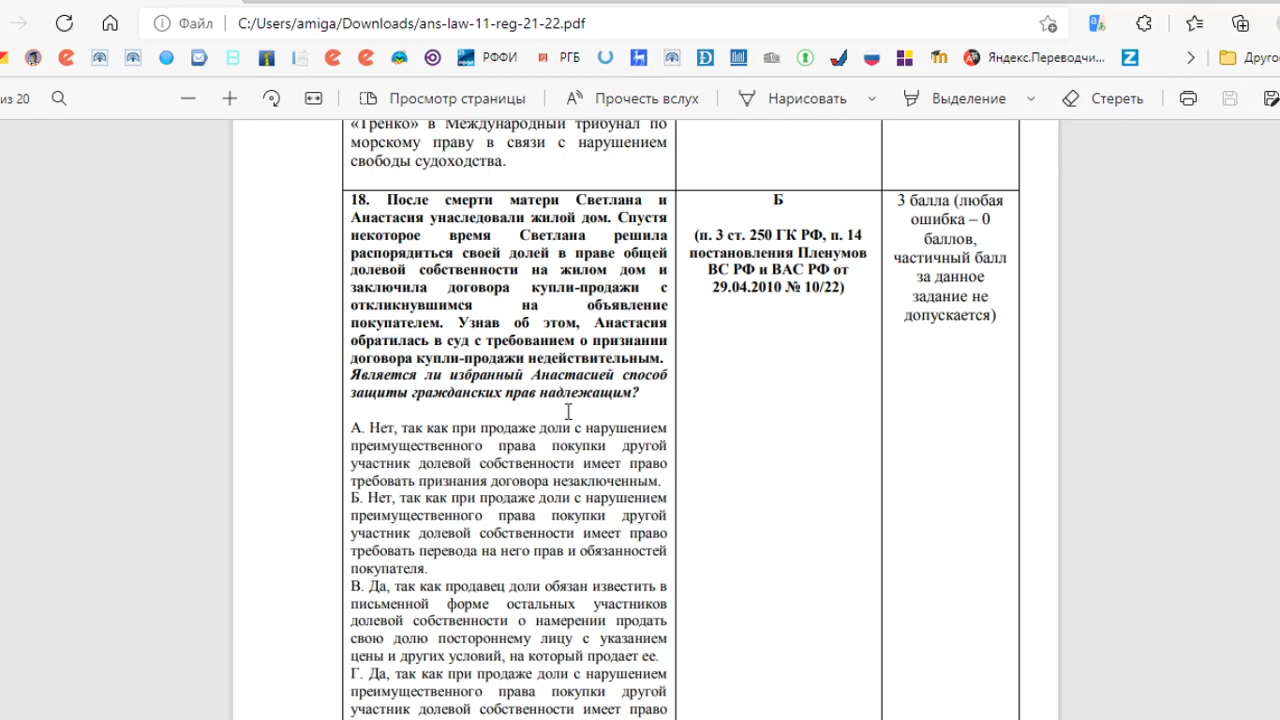 Файл
C:/Users/amiga/Downloads/ans-law-11-reg-21-22.pdf
РФФИ
РГБ
Яндекс.Переводчи...
Друго
из 20
Просмотр страницы
Прочесть вслух
Нарисовать
Выделение
Стереть
«Тренко» в Международный трибунал по
морскому праву в связи с нарушением
свободы судоходства.
18. После смерти матери Светлана и
Анастасия унаследовали жилой дом. Спустя
некоторое время Светлана решила
распорядиться своей долей в праве общей
долевой собственности на жилом дом и
заключила договора купли-продажи с
откликнувшимся на объявление
покупателем. Узнав об этом, Анастасия
обратилась в суд с требованием о признании
договора купли-продажи недействительным.
Является ли избранный Анастасией способ
защиты гражданских прав надлежащим?
А. Нет, так как при продаже доли с нарушением
преимущественного права покупки другой
участник долевой собственности имеет право
требовать признания договора незаключенным.
Б. Нет, так как при продаже доли с нарушением
преимущественного права покупки другой
участник долевой собственности имеет право
требовать перевода на него прав и обязанностей
покупателя.
В. Да, так как продавец доли обязан известить в
письменной форме остальных участников
долевой собственности о намерении продать
свою долю постороннему лицу с указанием
цены и других условий, на который продает ее.
Г. Да, так как при продаже доли с нарушением
преимущественного права покупки другой
участник долевой собственности имеет право
Б
(п. 3 ст. 250 ГК РФ, п. 14
постановления Пленумов
ВС РФ и ВАС РФ от
29.04.2010 № 10/22)
3 балла (любая
ошибка – 0
баллов,
частичный балл
за данное
задание не
допускается)